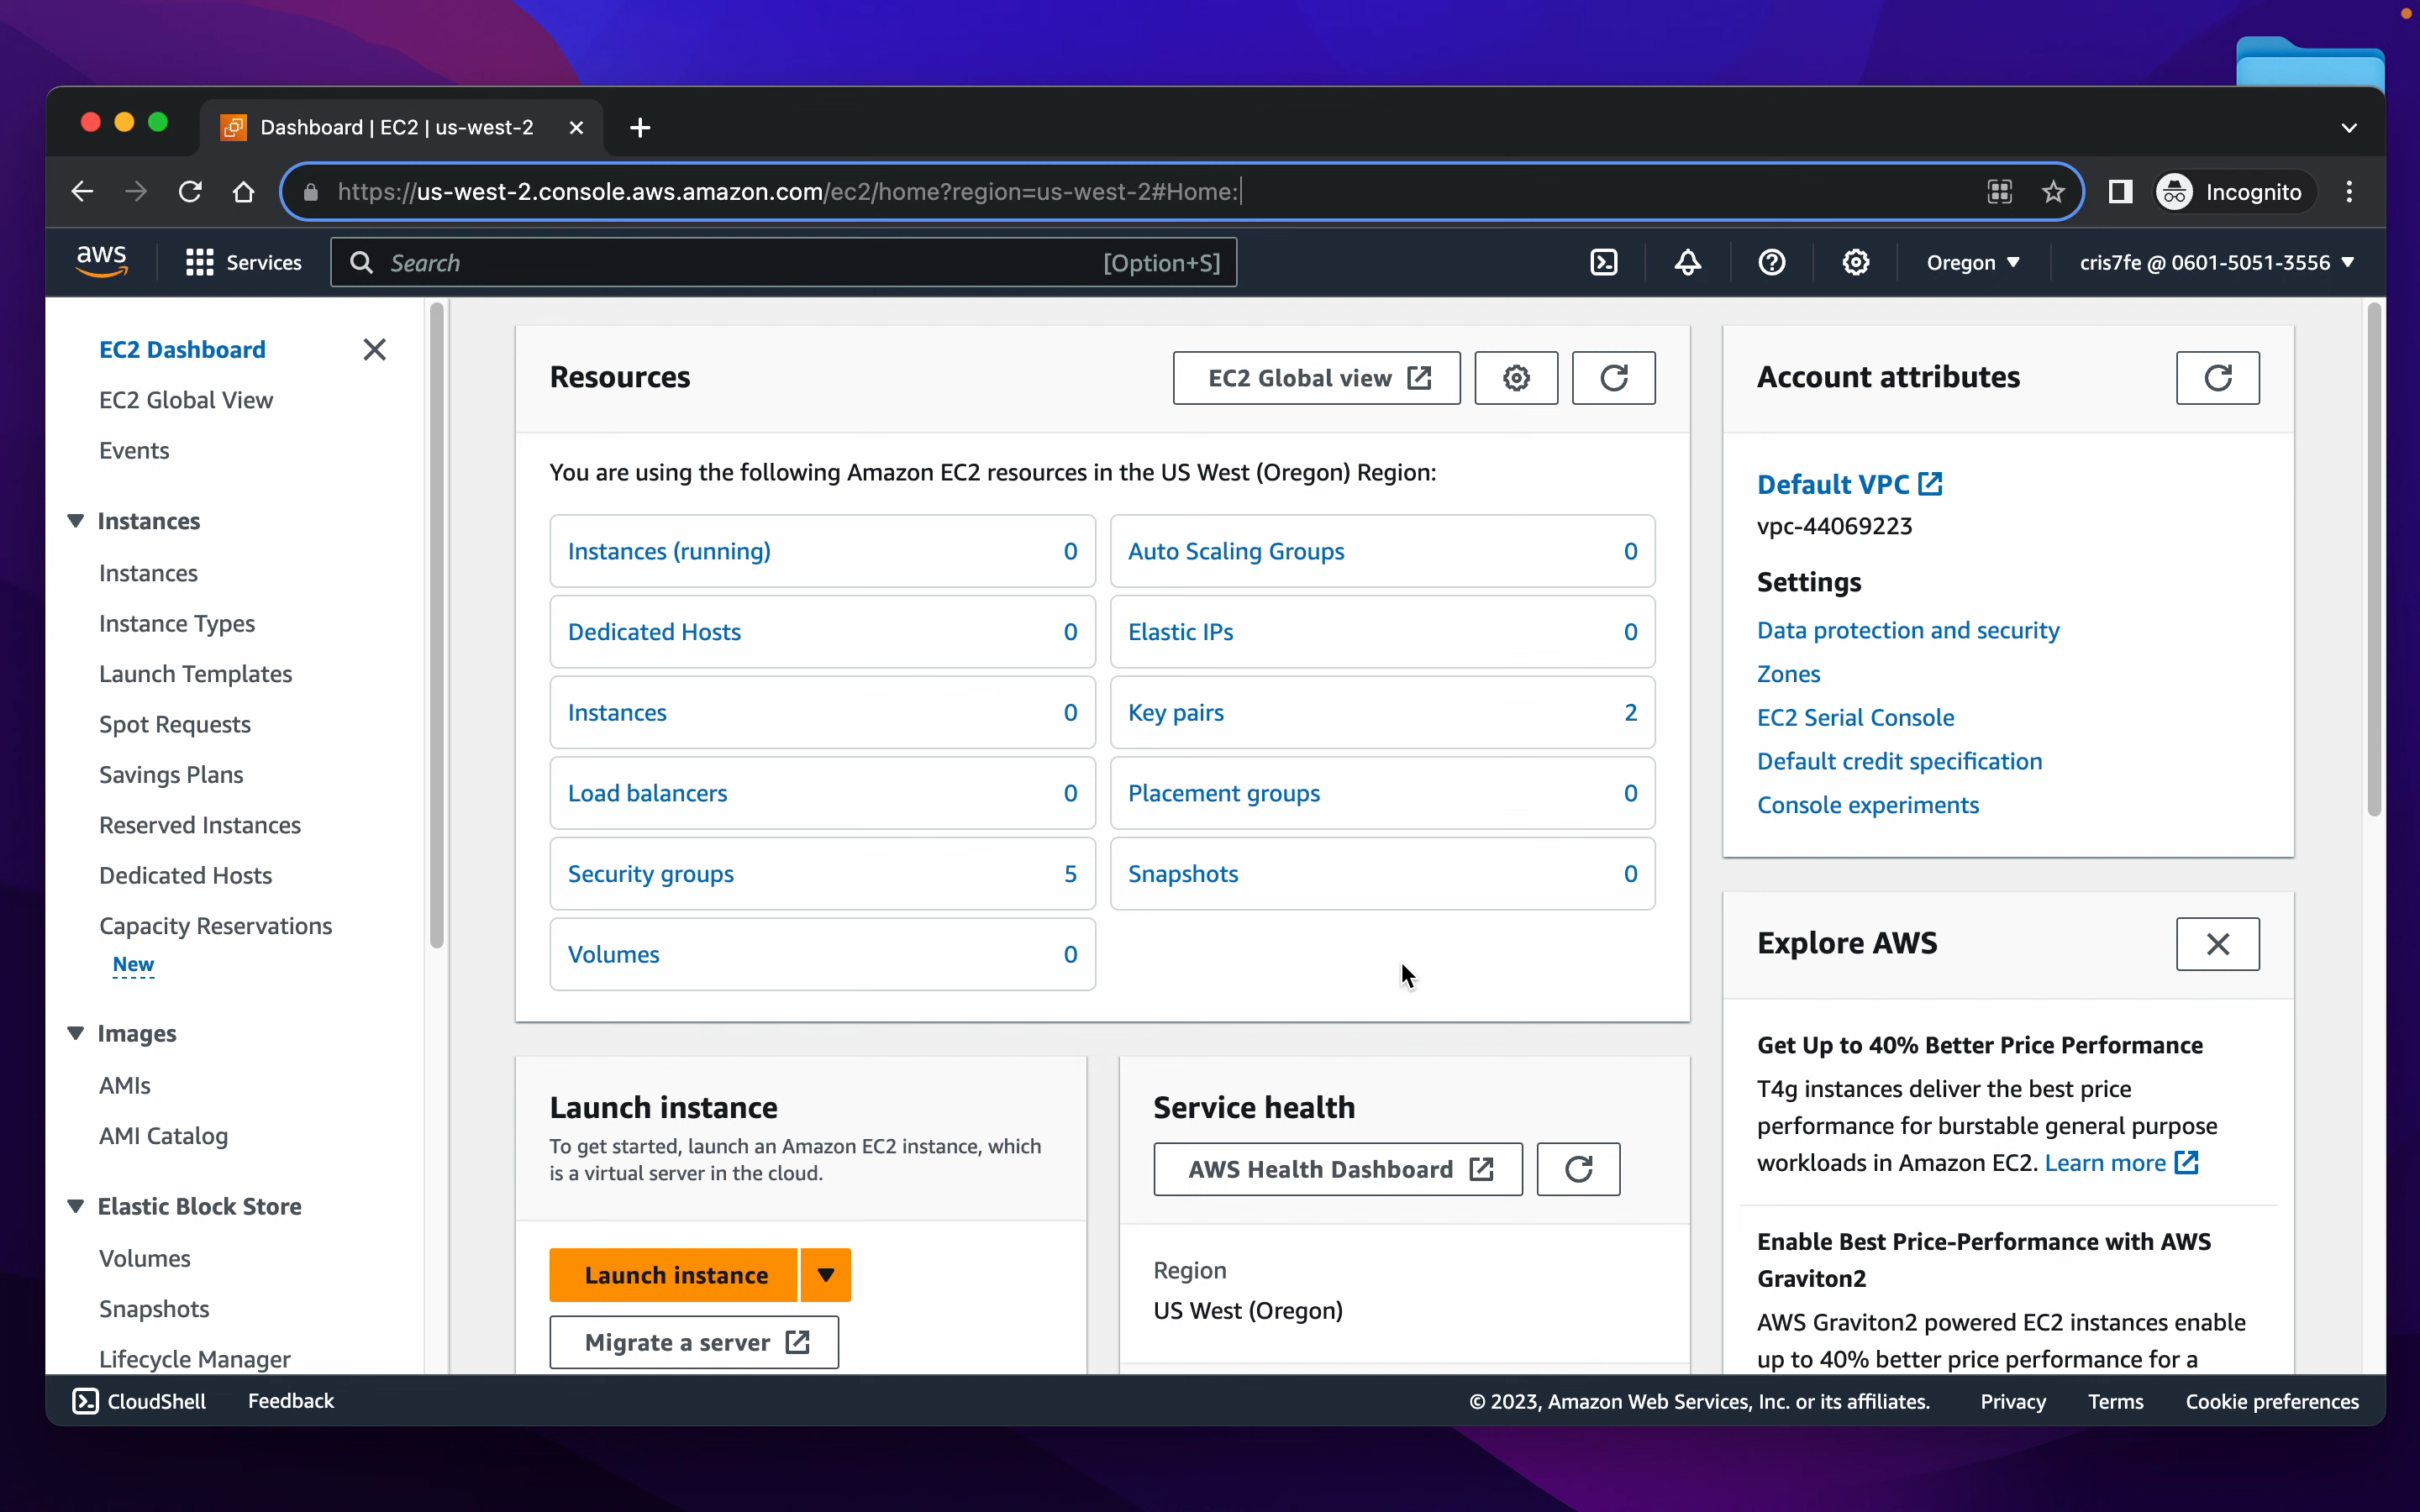 Dashboard | EC2 | us-west-2
https://us-west-2.console.aws.amazon.com/ec2/home?region=us-west-2#Home:
Incognito
aws
Services
Search
[Option+S]
Oregon
cris7fe @ 0601-5051-3556
EC2 Dashboard
EC2 Global View
Events
Instances
Instances
Instance Types
Launch Templates
Spot Requests
Savings Plans
Reserved Instances
Dedicated Hosts
Capacity Reservations
New
Images
AMIs
AMI Catalog
Elastic Block Store
Volumes
Snapshots
Lifecycle Manager
Resources
EC2 Global view
You are using the following Amazon EC2 resources in the US West (Oregon) Region:
Instances (running) 0
Auto Scaling Groups 0
Dedicated Hosts 0
Elastic IPs 0
Instances 0
Key pairs 2
Load balancers 0
Placement groups 0
Security groups 5
Snapshots 0
Volumes 0
Launch instance
To get started, launch an Amazon EC2 instance, which
is a virtual server in the cloud.
Launch instance
Migrate a server
Service health
AWS Health Dashboard
Region
US West (Oregon)
Account attributes
Default VPC
vpc-44069223
Settings
Data protection and security
Zones
EC2 Serial Console
Default credit specification
Console experiments
Explore AWS
Get Up to 40% Better Price Performance
T4g instances deliver the best price
performance for burstable general purpose
workloads in Amazon EC2. Learn more
Enable Best Price-Performance with AWS
Graviton2
AWS Graviton2 powered EC2 instances enable
up to 40% better price performance for a
CloudShell
Feedback
© 2023, Amazon Web Services, Inc. or its affiliates.
Privacy
Terms
Cookie preferences